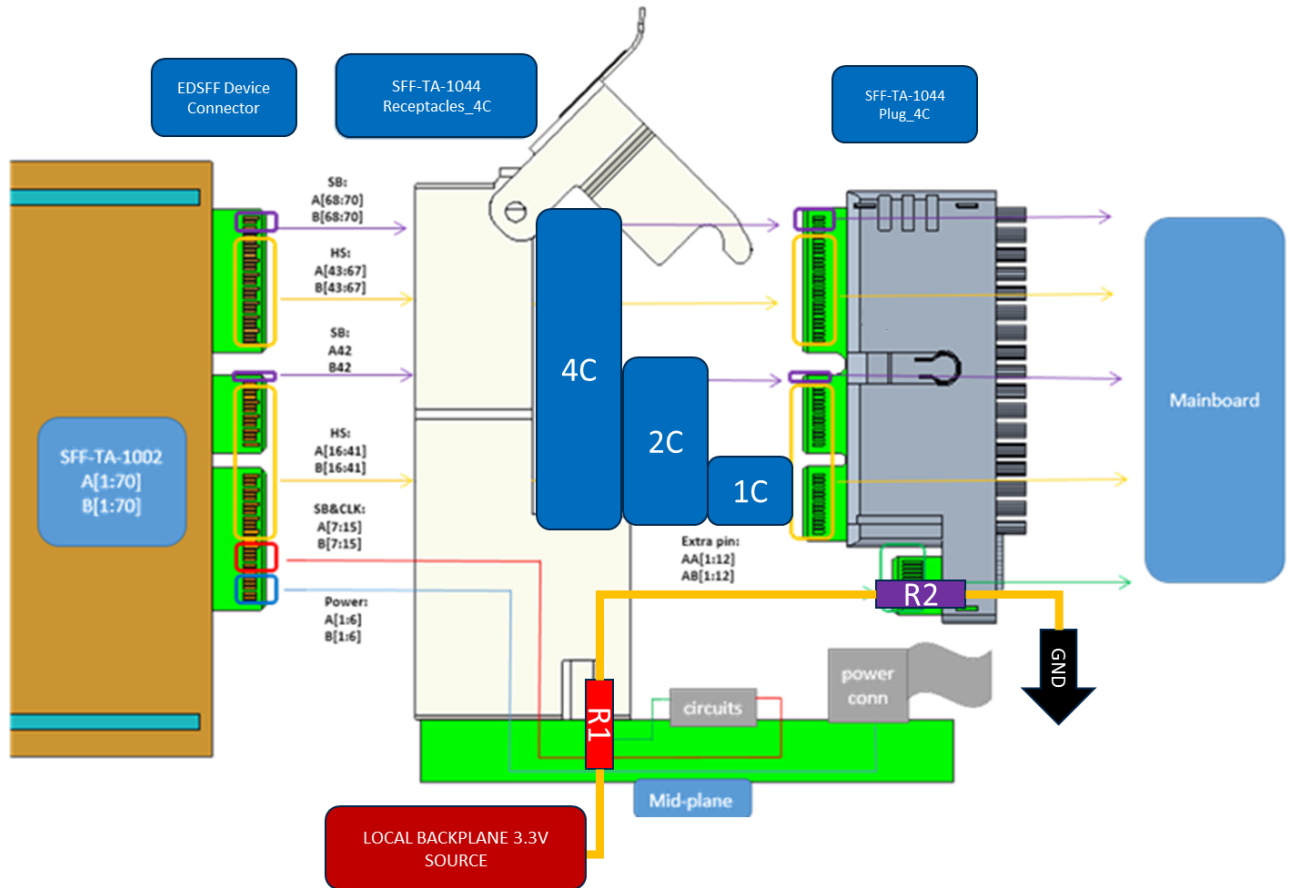 EDSFF Device
Connector
SFF-TA-1044
Receptacles_4C
SFF-TA-1044
Plug_4C
SB:
A[68:70]
B[68:70]
HS:
A[43:67]
B[43:67]
SB:
A42
B42
HS:
A[16:41]
B[16:41]
SB&CLK:
A[7:15]
B[7:15]
Power:
A[1:6]
B[1:6]
SFF-TA-1002
A[1:70]
B[1:70]
4C
2C
1C
Extra pin:
AA[1:12]
AB[1:12]
Mainboard
R2
GND
R1
circuits
power
conn
Mid-plane
LOCAL BACKPLANE 3.3V
SOURCE